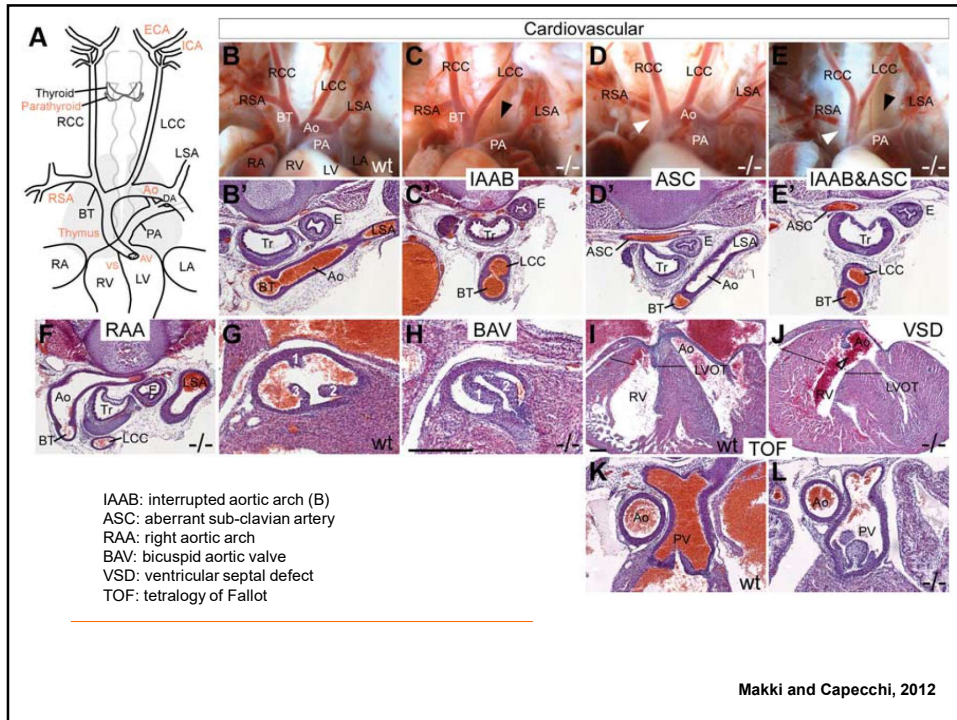 Cardiovascular
A
ECA
ICA
Thyroid
Parathyroid
RCC
LCC
LSA
RSA
Ao
DA
BT
Thymus
PA
RA
VS
AV
LA
RV
LV
B
RCC
LCC
RSA
LSA
BT
Ao
PA
RA
RV
LV
LA
wt
C
RCC
LCC
RSA
LSA
BT
PA
-/-
IAAB
D
RCC
LCC
RSA
LSA
Ao
PA
-/-
ASC
E
RCC
LCC
RSA
LSA
PA
-/-
IAAB&ASC
B'
E
LSA
Tr
Ao
BT
C'
E
Tr
LCC
BT
D'
ASC
E
LSA
Tr
Ao
BT
E'
ASC
E
Tr
LCC
BT
F
RAA
Ao
E
LSA
Tr
BT
LCC
-/-
G
1
3
2
wt
H
BAV
2
1
-/-
I
Ao
LVOT
RV
wt
J
VSD
Ao
LVOT
RV
-/-
TOF
K
Ao
PV
wt
L
Ao
PV
-/-
IAAB: interrupted aortic arch (B)
ASC: aberrant sub-clavian artery
RAA: right aortic arch
BAV: bicuspid aortic valve
VSD: ventricular septal defect
TOF: tetralogy of Fallot
Makki and Capecchi, 2012